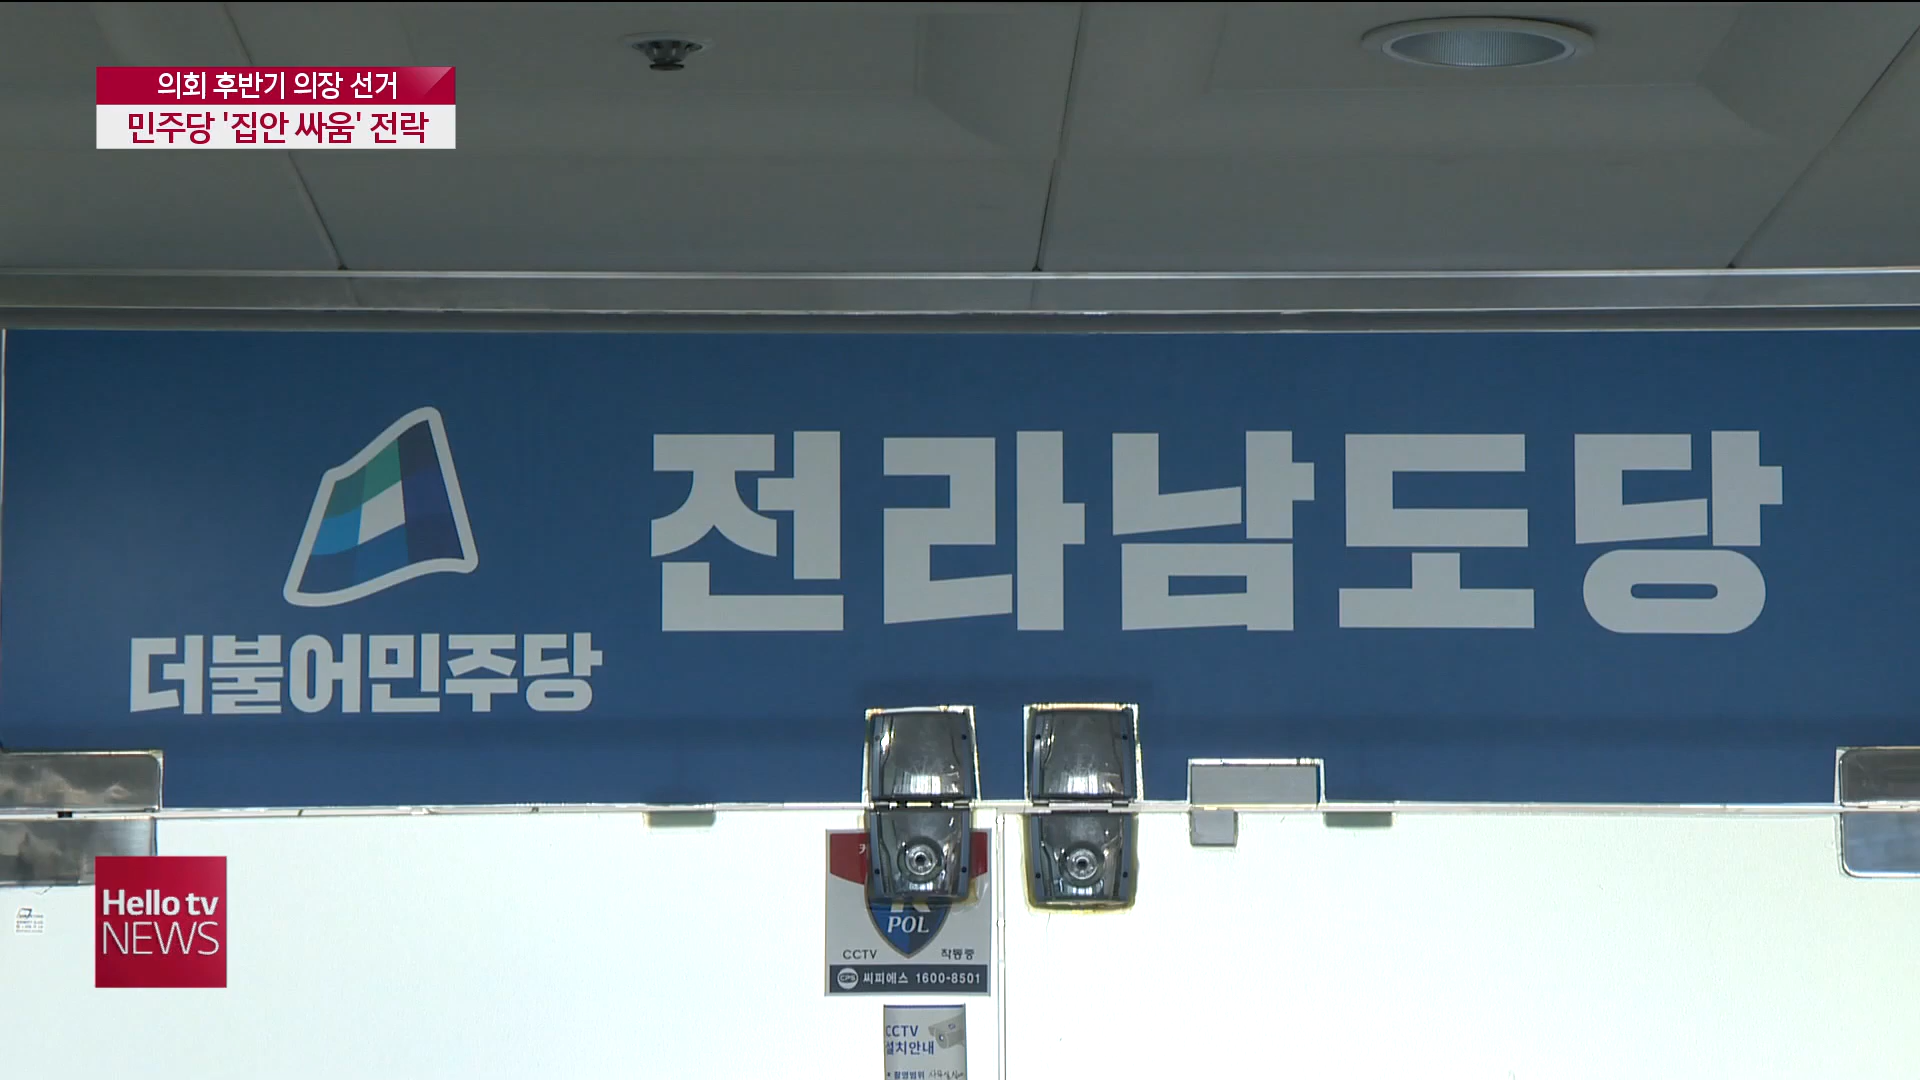 의회 후반기 의장 선거
민주당 '집안 싸움' 전락
전라남도당
더불어민주당
Hello tv
NEWS
POL
CCTV 작동중
CPS 씨피에스 1600-8501
CCTV
설치안내